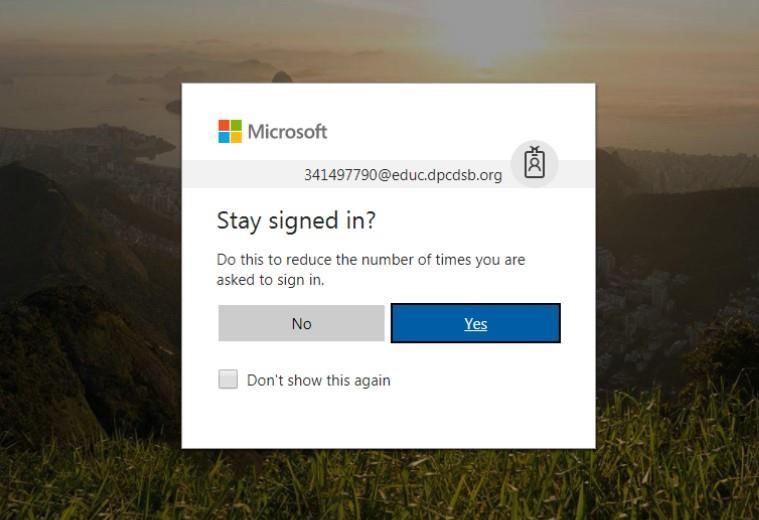 Microsoft
341497790@educ.dpcdsb.org
Stay signed in?
Do this to reduce the number of times you are
asked to sign in.
No
Yes
Don't show this again